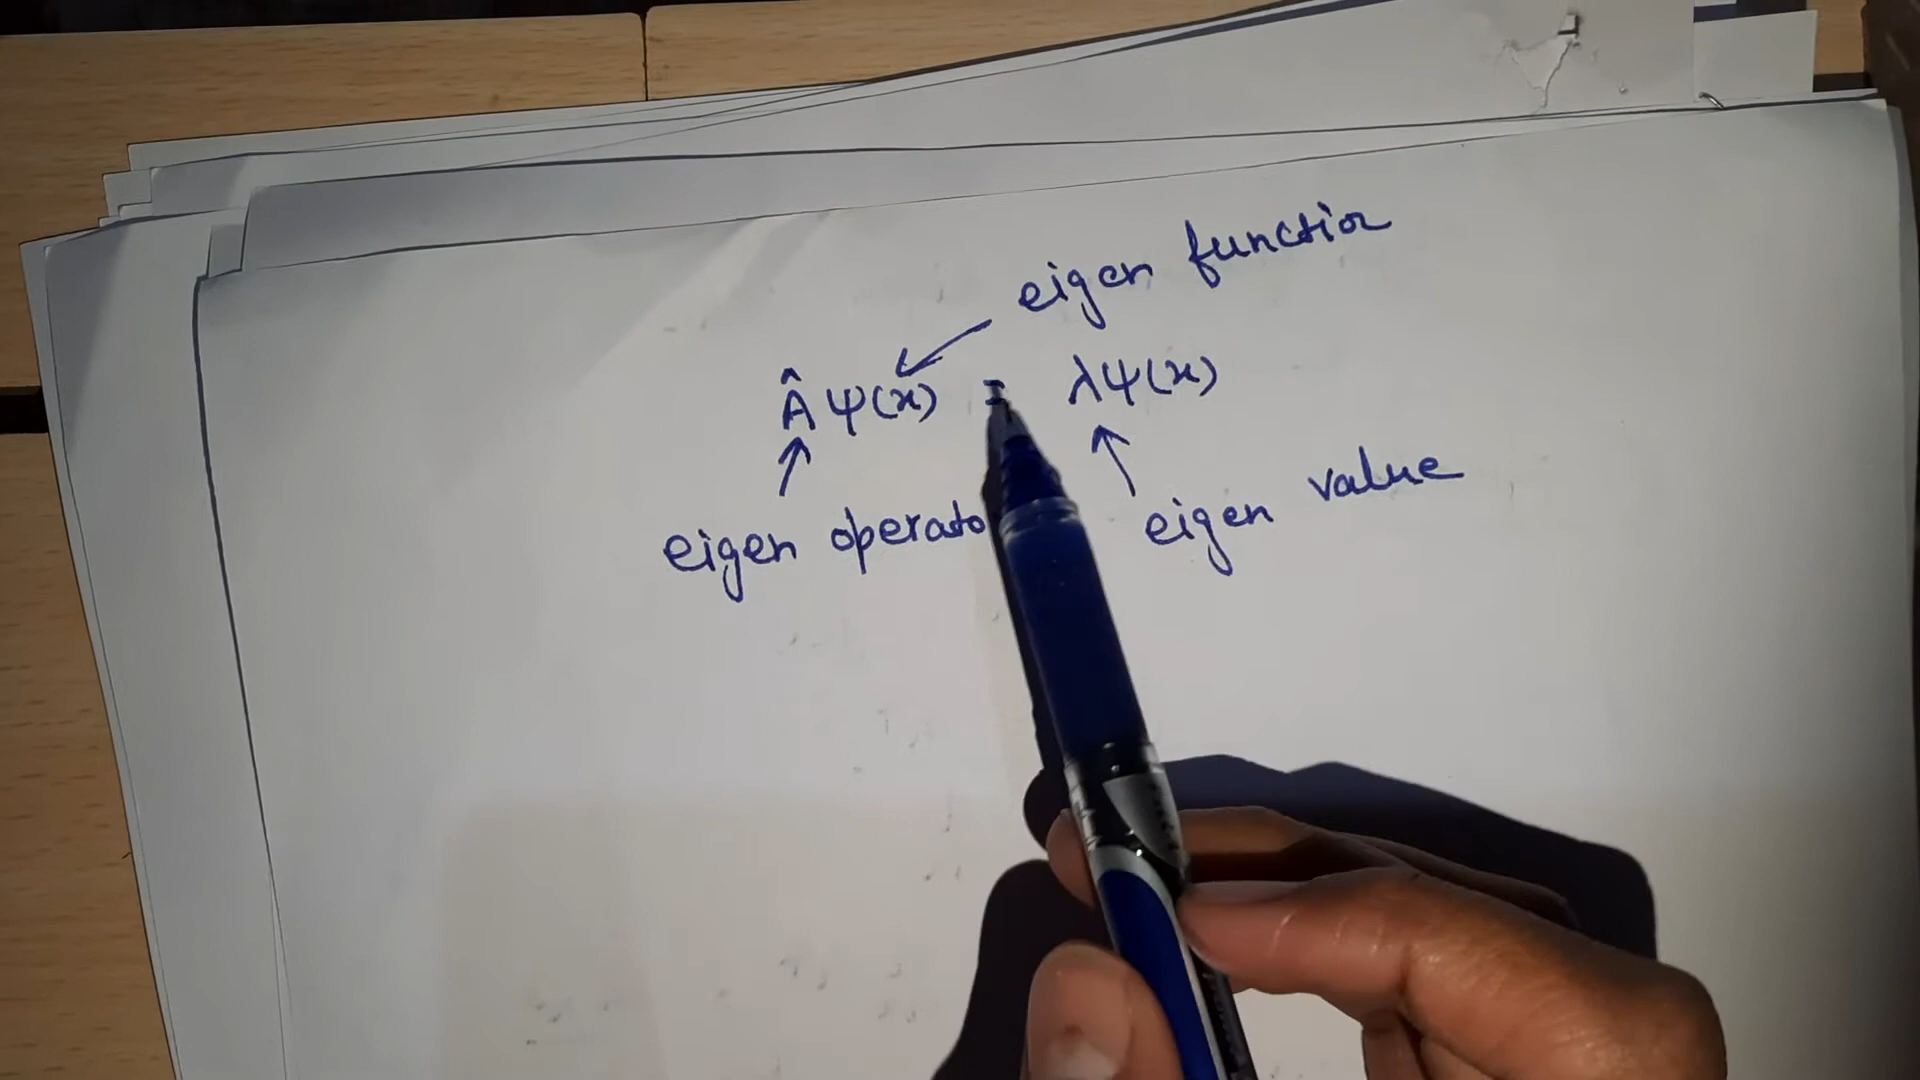 eigen function
Âψ(x) = λψ(x)
eigen operato
eigen value